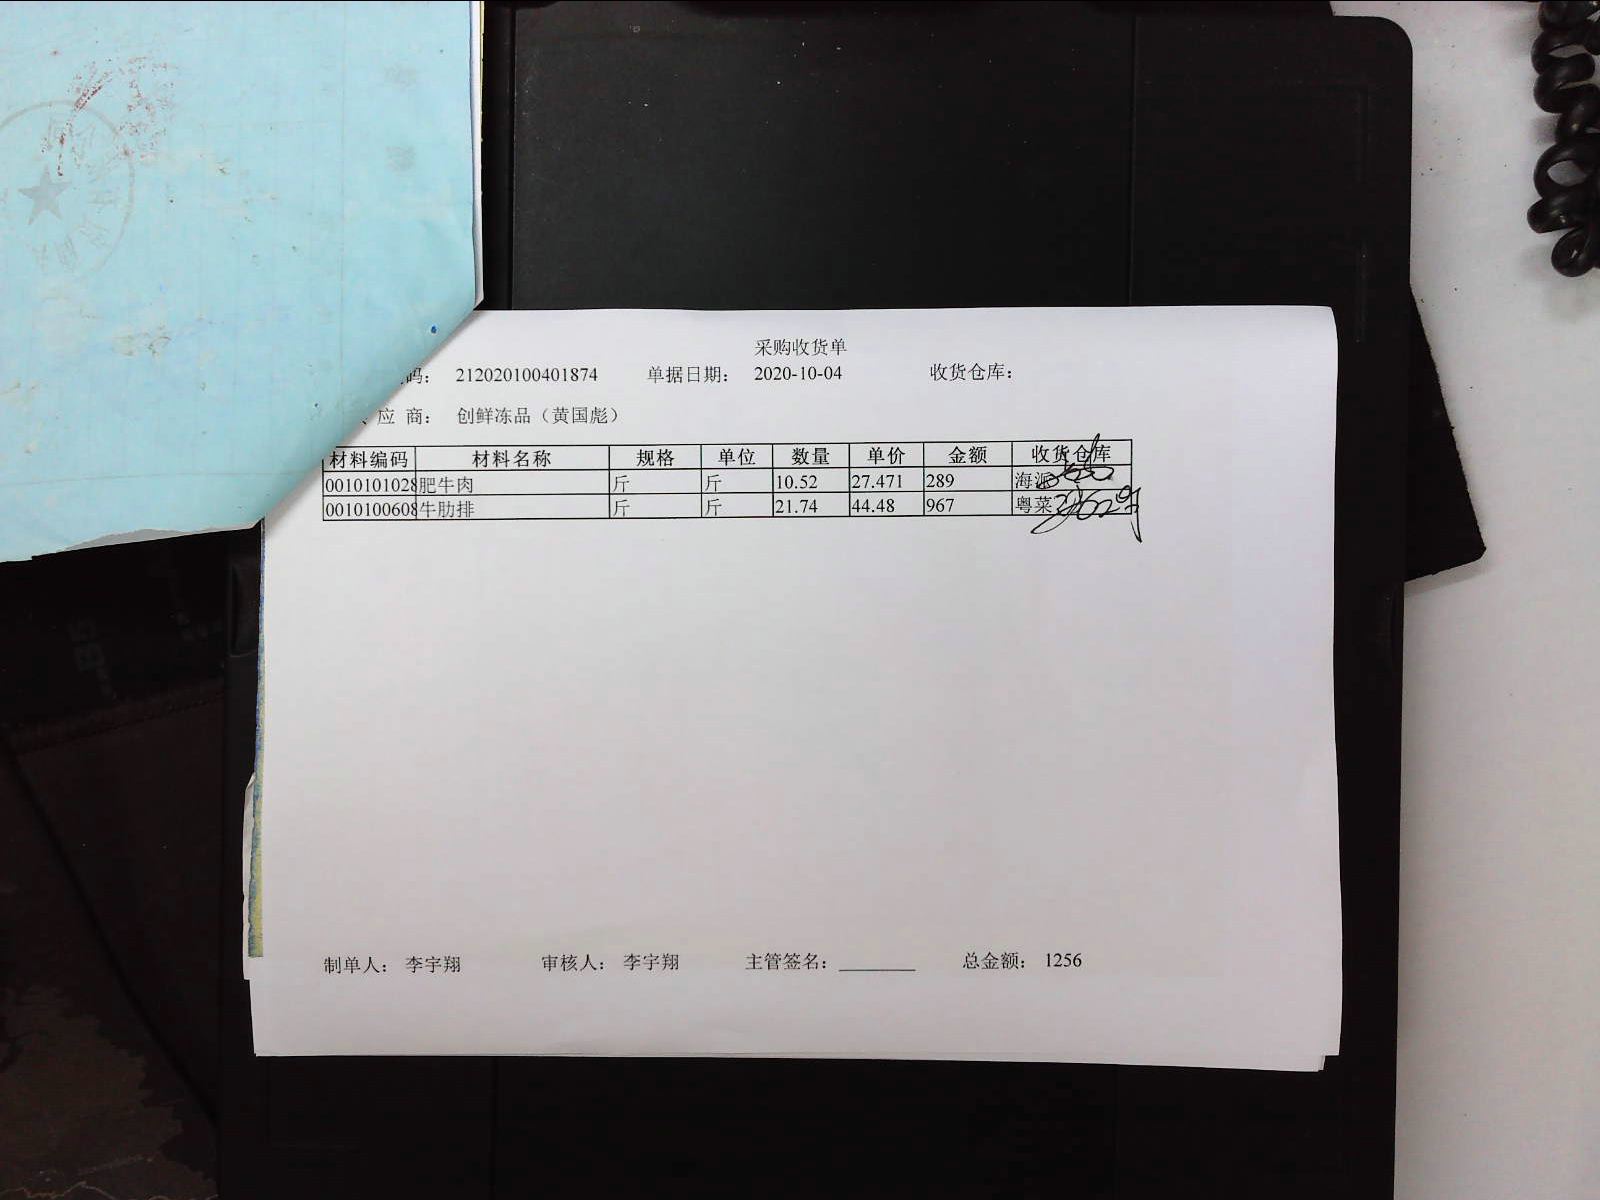 采购收货单
码： 212020100401874 单据日期： 2020-10-04 收货仓库：
应 商： 创鲜冻品（黄国彪）
材料编码 材料名称 规格 单位 数量 单价 金额 收货仓库
0010101028 肥牛肉 斤 斤 10.52 27.471 289 海派
0010100608 牛肋排 斤 斤 21.74 44.48 967 粤菜
制单人： 李宇翔 审核人： 李宇翔 主管签名： 总金额： 1256